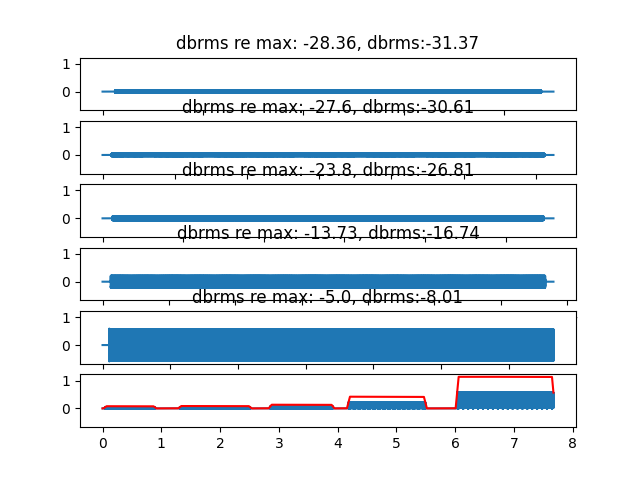 dbrms re max: -28.36, dbrms:-31.37
1
0
dbrms re max: -27.6, dbrms:-30.61
1
0
dbrms re max: -23.8, dbrms:-26.81
1
0
dbrms re max: -13.73, dbrms:-16.74
1
0
dbrms re max: -5.0, dbrms:-8.01
1
0
1
0
0 1 2 3 4 5 6 7 8